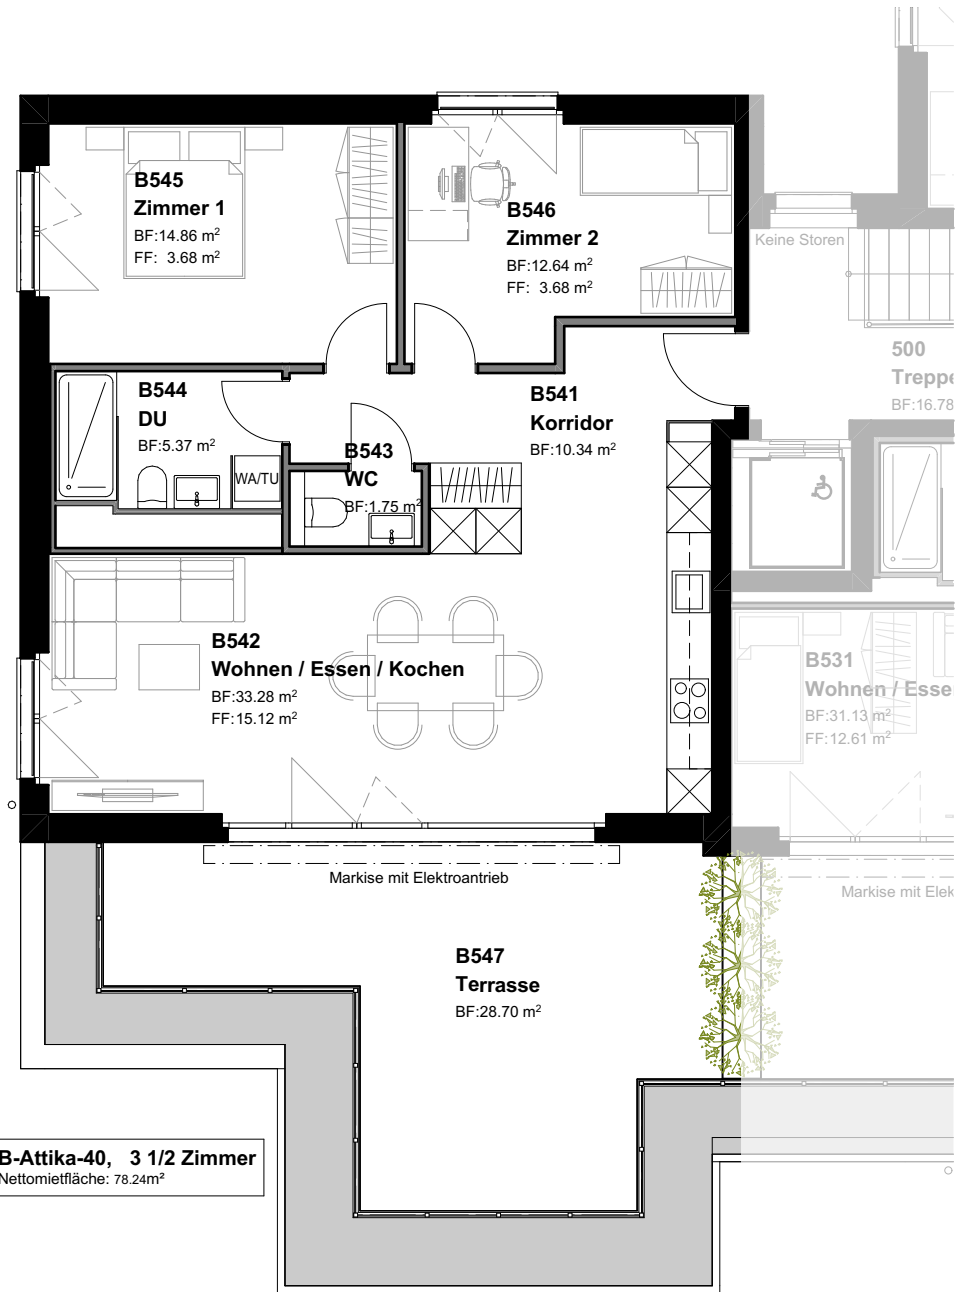 B545
Zimmer 1
BF:14.86 m²
FF: 3.68 m²
B546
Zimmer 2
BF:12.64 m²
FF: 3.68 m²
Keine Storen
500
BF:16.78
B544
DU
BF:5.37 m²
WA/TU
B543
WC
BF:1.75 m²
B541
Korridor
BF:10.34 m²
B542
Wohnen / Essen / Kochen
BF:33.28 m²
FF:15.12 m²
B531
Wohnen /
BF:31.13 m²
FF:12.61 m²
Markise mit Elektroantrieb
Markise mit
B547
Terrasse
BF:28.70 m²
B-Attika-40, 3 1/2 Zimmer
Nettomietfläche: 78.24m²